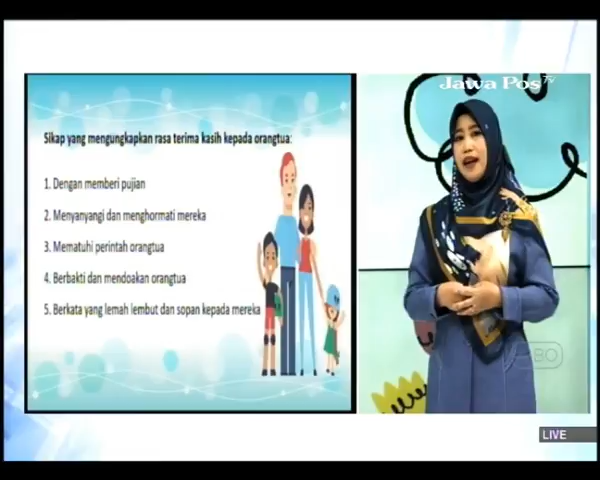 Jawa Pos TV
Sikap yang mengungkapkan rasa terima kasih kepada orangtua:
1. Dengan memberi pujian
2. Menyanyangi dan menghormati mereka
3. Mematuhi perintah orangtua
4. Berbakti dan mendoakan orangtua
5. Berkata yang lemah lembut dan sopan kepada mereka
LIVE